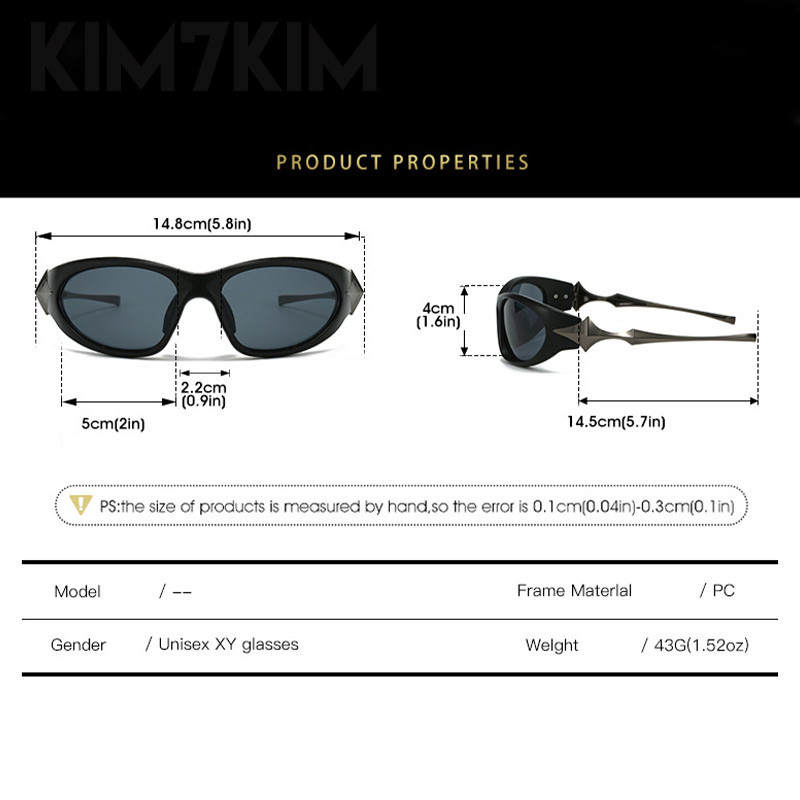 KIM7KIM
PRODUCT PROPERTIES
14.8cm(5.8in)
4cm
(1.6in)
2.2cm
(0.9in)
5cm(2in)
14.5cm(5.7in)
PS:the size of products is measured by hand,so the error is 0.1cm(0.04in)-0.3cm(0.1in)
Model / -- Frame Materlal / PC
Gender / Unisex XY glasses Welght / 43G(1.52oz)